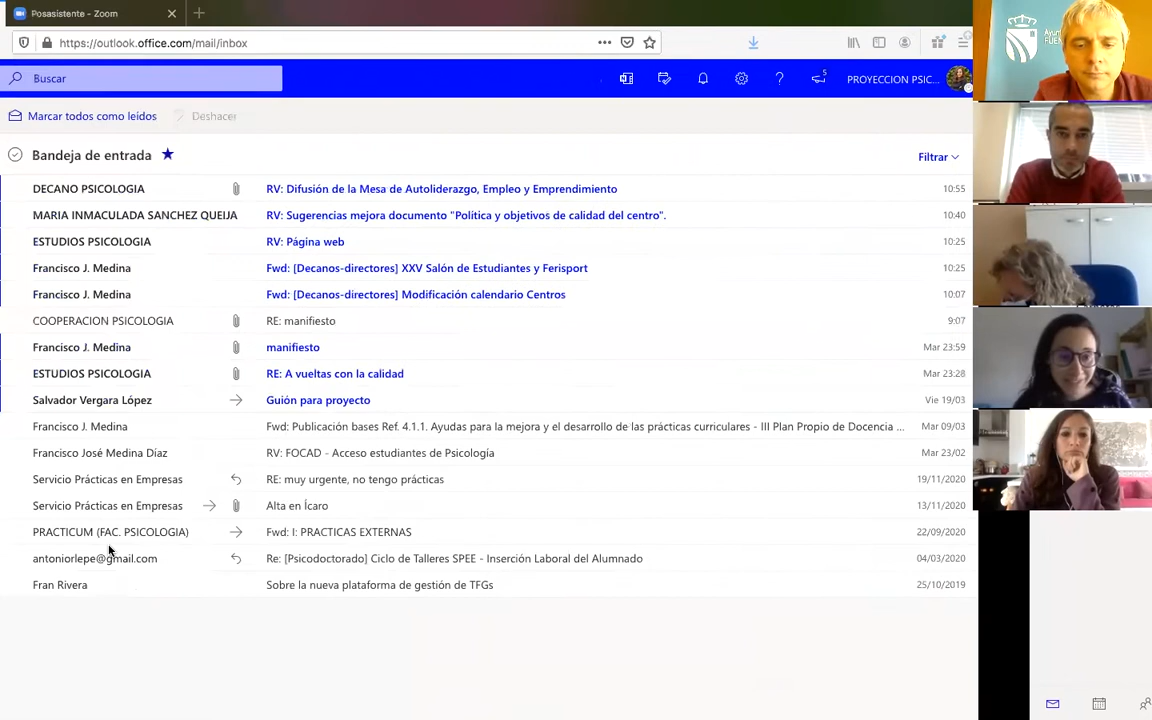 Posasistente - Zoom
https://outlook.office.com/mail/inbox
Buscar
5
PROYECCION PSIC...
Marcar todos como leídos
Deshacer
Bandeja de entrada
Filtrar
DECANO PSICOLOGIA RV: Difusión de la Mesa de Autoliderazgo, Empleo y Emprendimiento 10:55
MARIA INMACULADA SANCHEZ QUEIJA RV: Sugerencias mejora documento "Política y objetivos de calidad del centro". 10:40
ESTUDIOS PSICOLOGIA RV: Página web 10:25
Francisco J. Medina Fwd: [Decanos-directores] XXV Salón de Estudiantes y Ferisport 10:25
Francisco J. Medina Fwd: [Decanos-directores] Modificación calendario Centros 10:07
COOPERACION PSICOLOGIA RE: manifiesto 9:07
Francisco J. Medina manifiesto Mar 23:59
ESTUDIOS PSICOLOGIA RE: A vueltas con la calidad Mar 23:28
Salvador Vergara López Guión para proyecto Vie 19/03
Francisco J. Medina Fwd: Publicación bases Ref. 4.1.1. Ayudas para la mejora y el desarrollo de las prácticas curriculares - III Plan Propio de Docencia ... Mar 09/03
Francisco José Medina Díaz RV: FOCAD - Acceso estudiantes de Psicología Mar 23/02
Servicio Prácticas en Empresas RE: muy urgente, no tengo prácticas 19/11/2020
Servicio Prácticas en Empresas Alta en Ícaro 13/11/2020
PRACTICUM (FAC. PSICOLOGIA) Fwd: I: PRACTICAS EXTERNAS 22/09/2020
antoniorlepe@gmail.com Re: [Psicodoctorado] Ciclo de Talleres SPEE - Inserción Laboral del Alumnado 04/03/2020
Fran Rivera Sobre la nueva plataforma de gestión de TFGs 25/10/2019